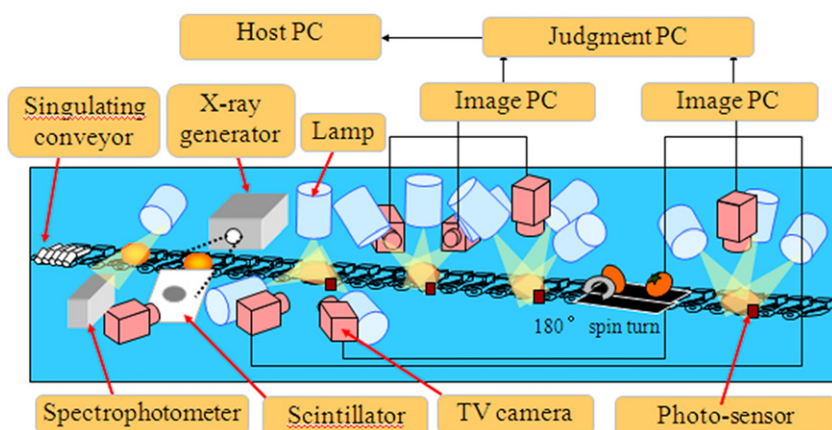 Host PC
Judgment PC
Image PC
Image PC
Singulating
conveyor
X-ray
generator
Lamp
180° spin turn
Spectrophotometer
Scintillator
TV camera
Photo-sensor